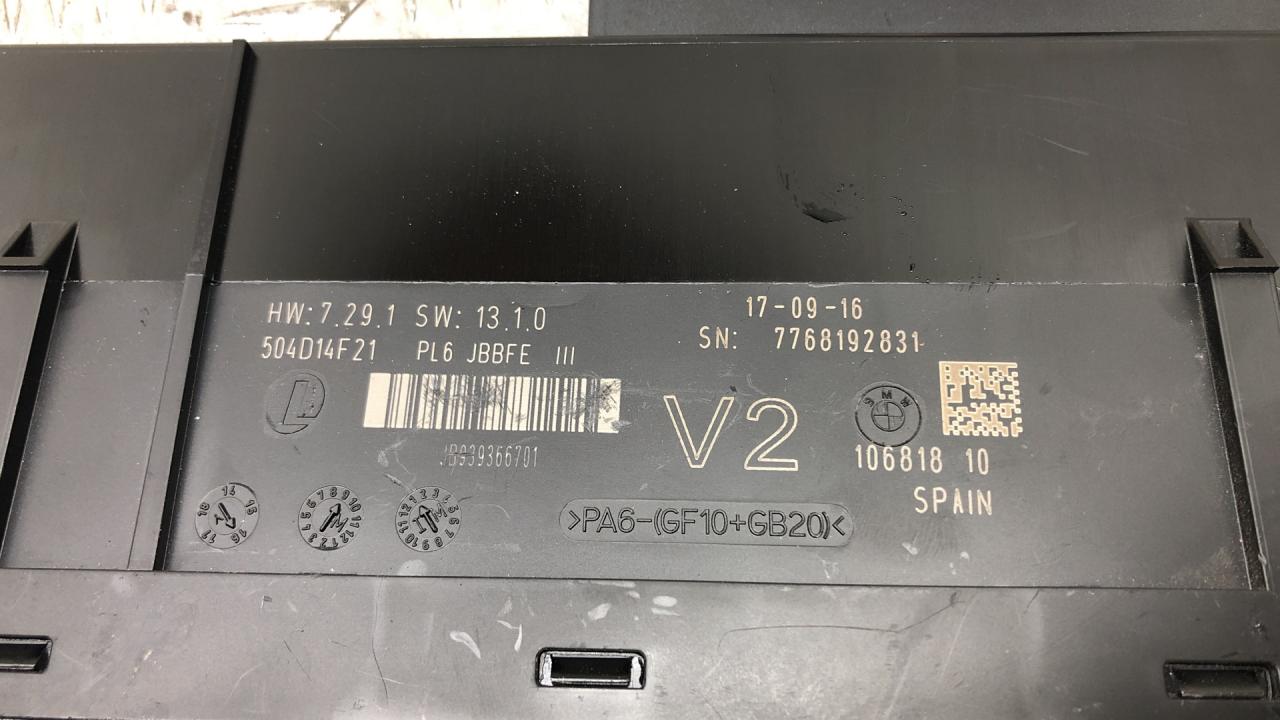 HW: 7.29.1 SW: 13.1.0
504D14F21 PL6 JBBFE III
17-09-16
SN: 7768192831
L
JB939366701
V2
BMW
106818 10
SPAIN
>PA6-(GF10+GB20)<